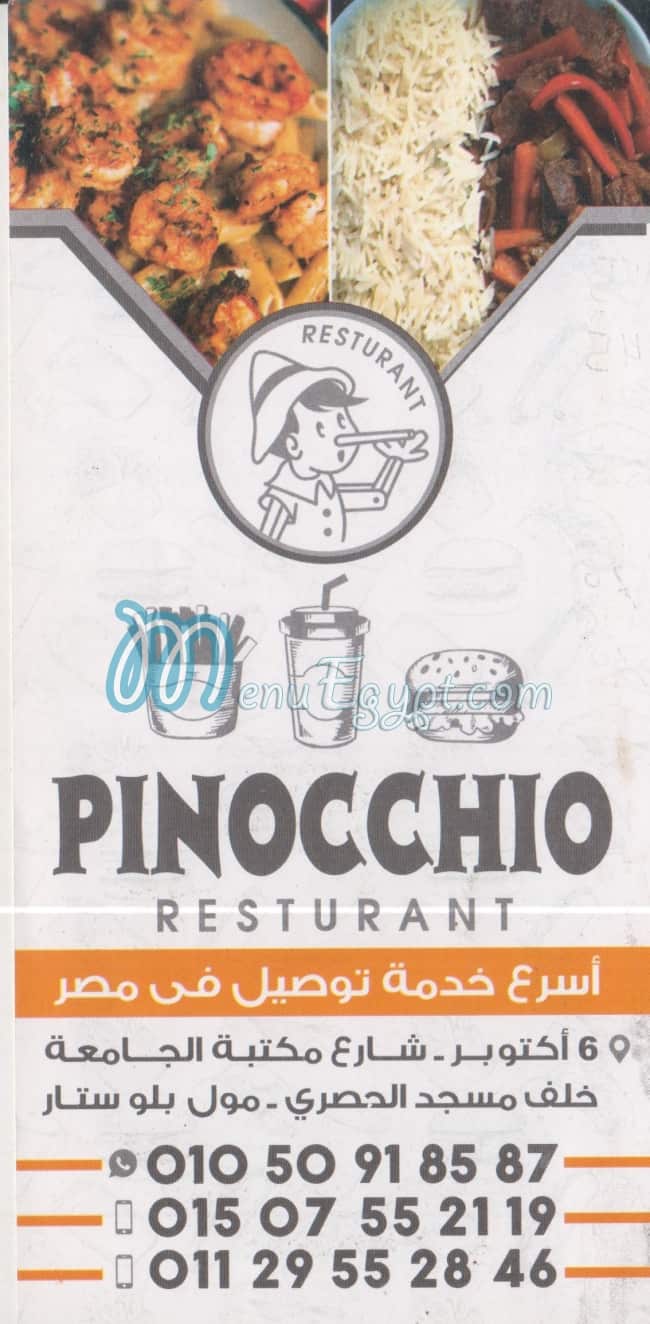 RESTURANT
MenuEgypt.com
PINOCCHIO
RESTURANT
أسرع خدمة توصيل فى مصر
6 أكتوبر - شارع مكتبة الجامعة
خلف مسجد الحصري - مول بلو ستار
010 50 91 85 87
015 07 55 21 19
011 29 55 28 46